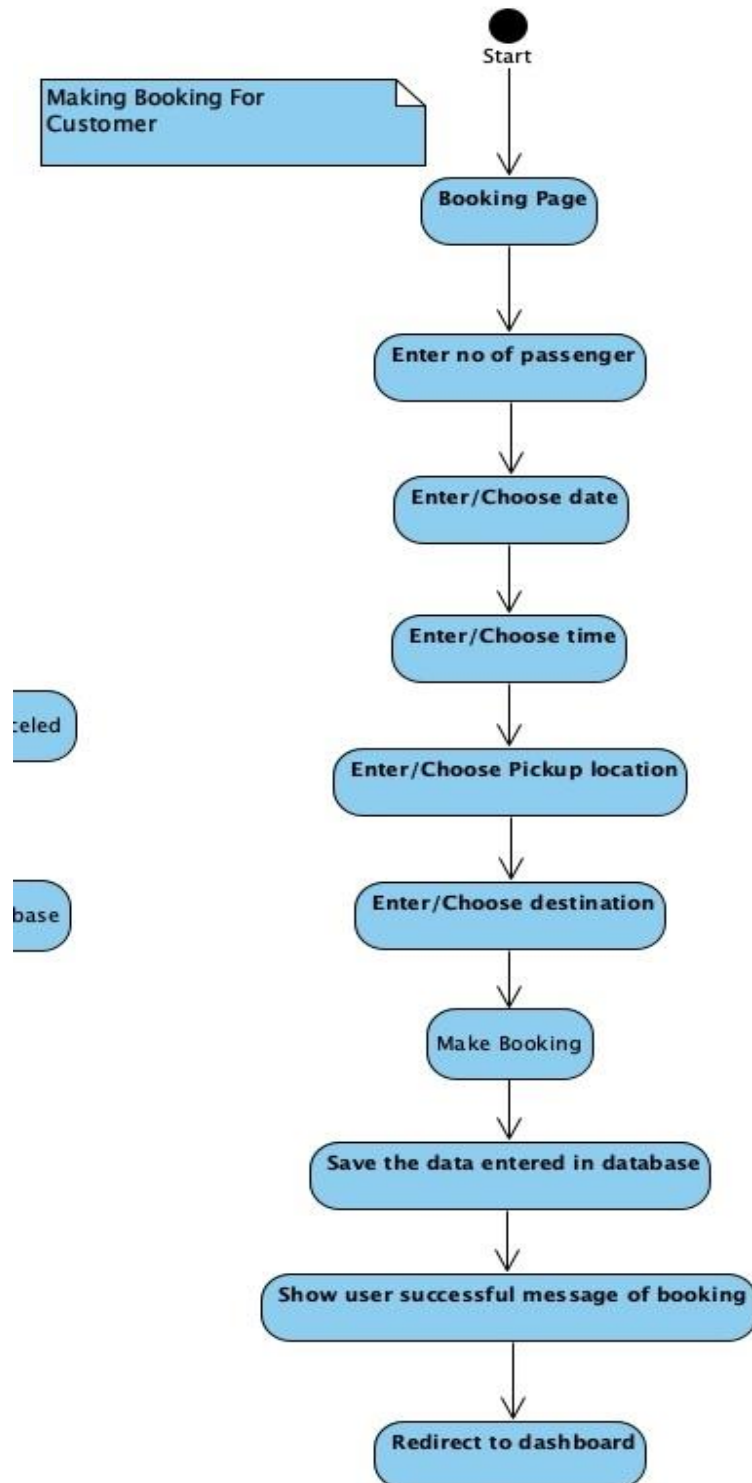 Start
Making Booking For
Customer
Booking Page
Enter no of passenger
Enter/Choose date
Enter/Choose time
Enter/Choose Pickup location
celed
Enter/Choose destination
base
Make Booking
Save the data entered in database
Show user successful message of booking
Redirect to dashboard